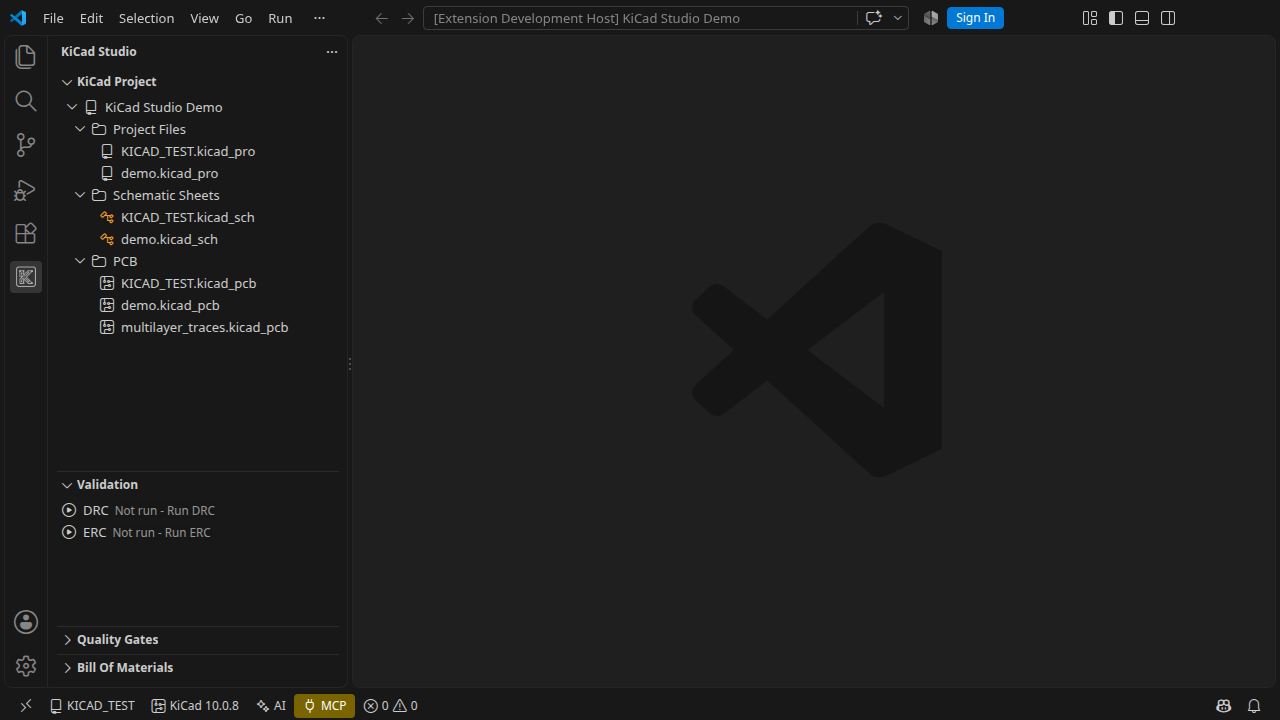 File Edit Selection View Go Run ···
[Extension Development Host] KiCad Studio Demo
Sign In
KiCad Studio
KiCad Project
KiCad Studio Demo
Project Files
KICAD_TEST.kicad_pro
demo.kicad_pro
Schematic Sheets
KICAD_TEST.kicad_sch
demo.kicad_sch
PCB
KICAD_TEST.kicad_pcb
demo.kicad_pcb
multilayer_traces.kicad_pcb
Validation
DRC Not run - Run DRC
ERC Not run - Run ERC
Quality Gates
Bill Of Materials
KICAD_TEST KiCad 10.0.8 AI MCP 0 0